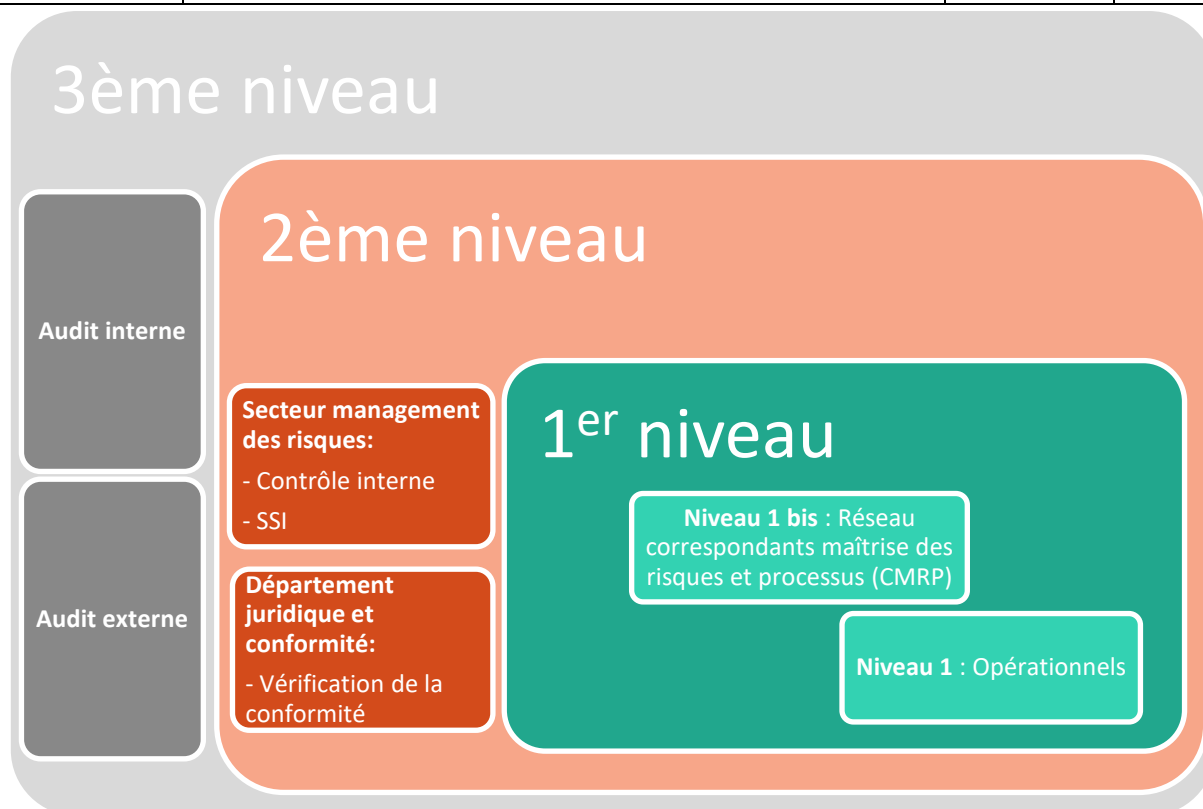 3ème niveau
Audit interne
Audit externe
2ème niveau
Secteur management
des risques:
- Contrôle interne
- SSI
Département
juridique et
conformité:
- Vérification de la
conformité
1er niveau
Niveau 1 bis : Réseau
correspondants maîtrise des
risques et processus (CMRP)
Niveau 1 : Opérationnels